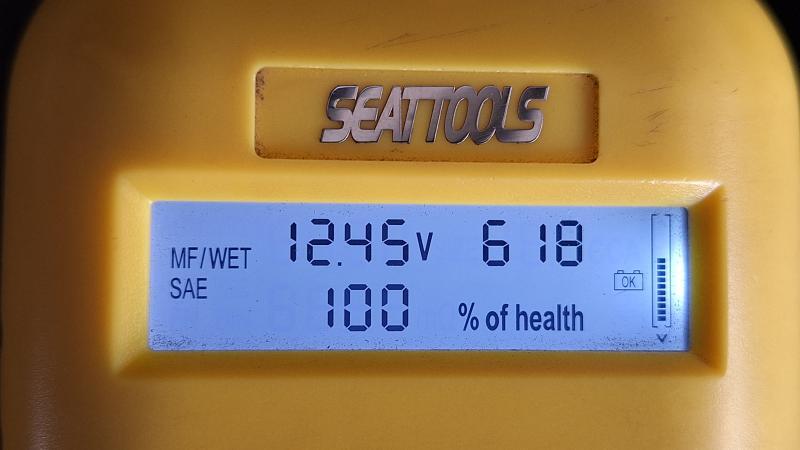 SEATTOOLS
MF/WET 12.45V 618
SAE 100 % of health
OK